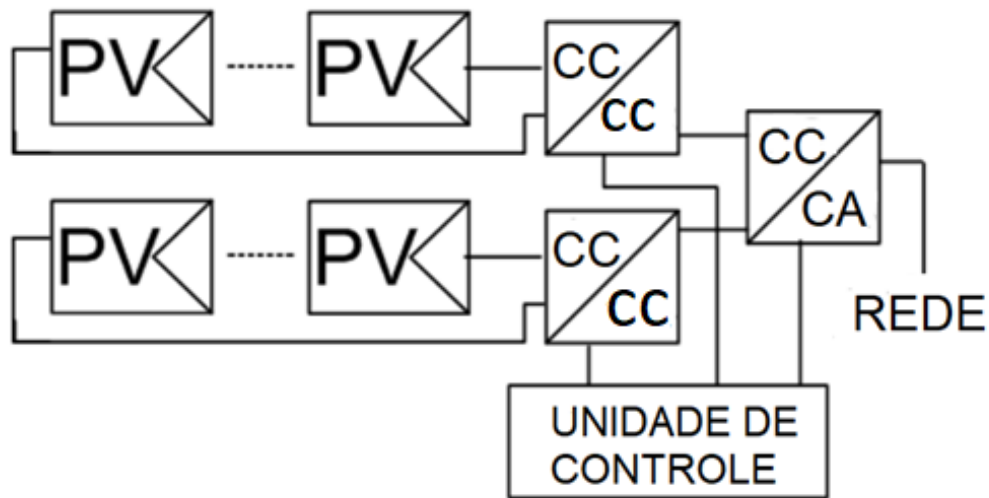 PV PV CC
CC
CC
CA
PV PV CC
CC
REDE
UNIDADE DE
CONTROLE